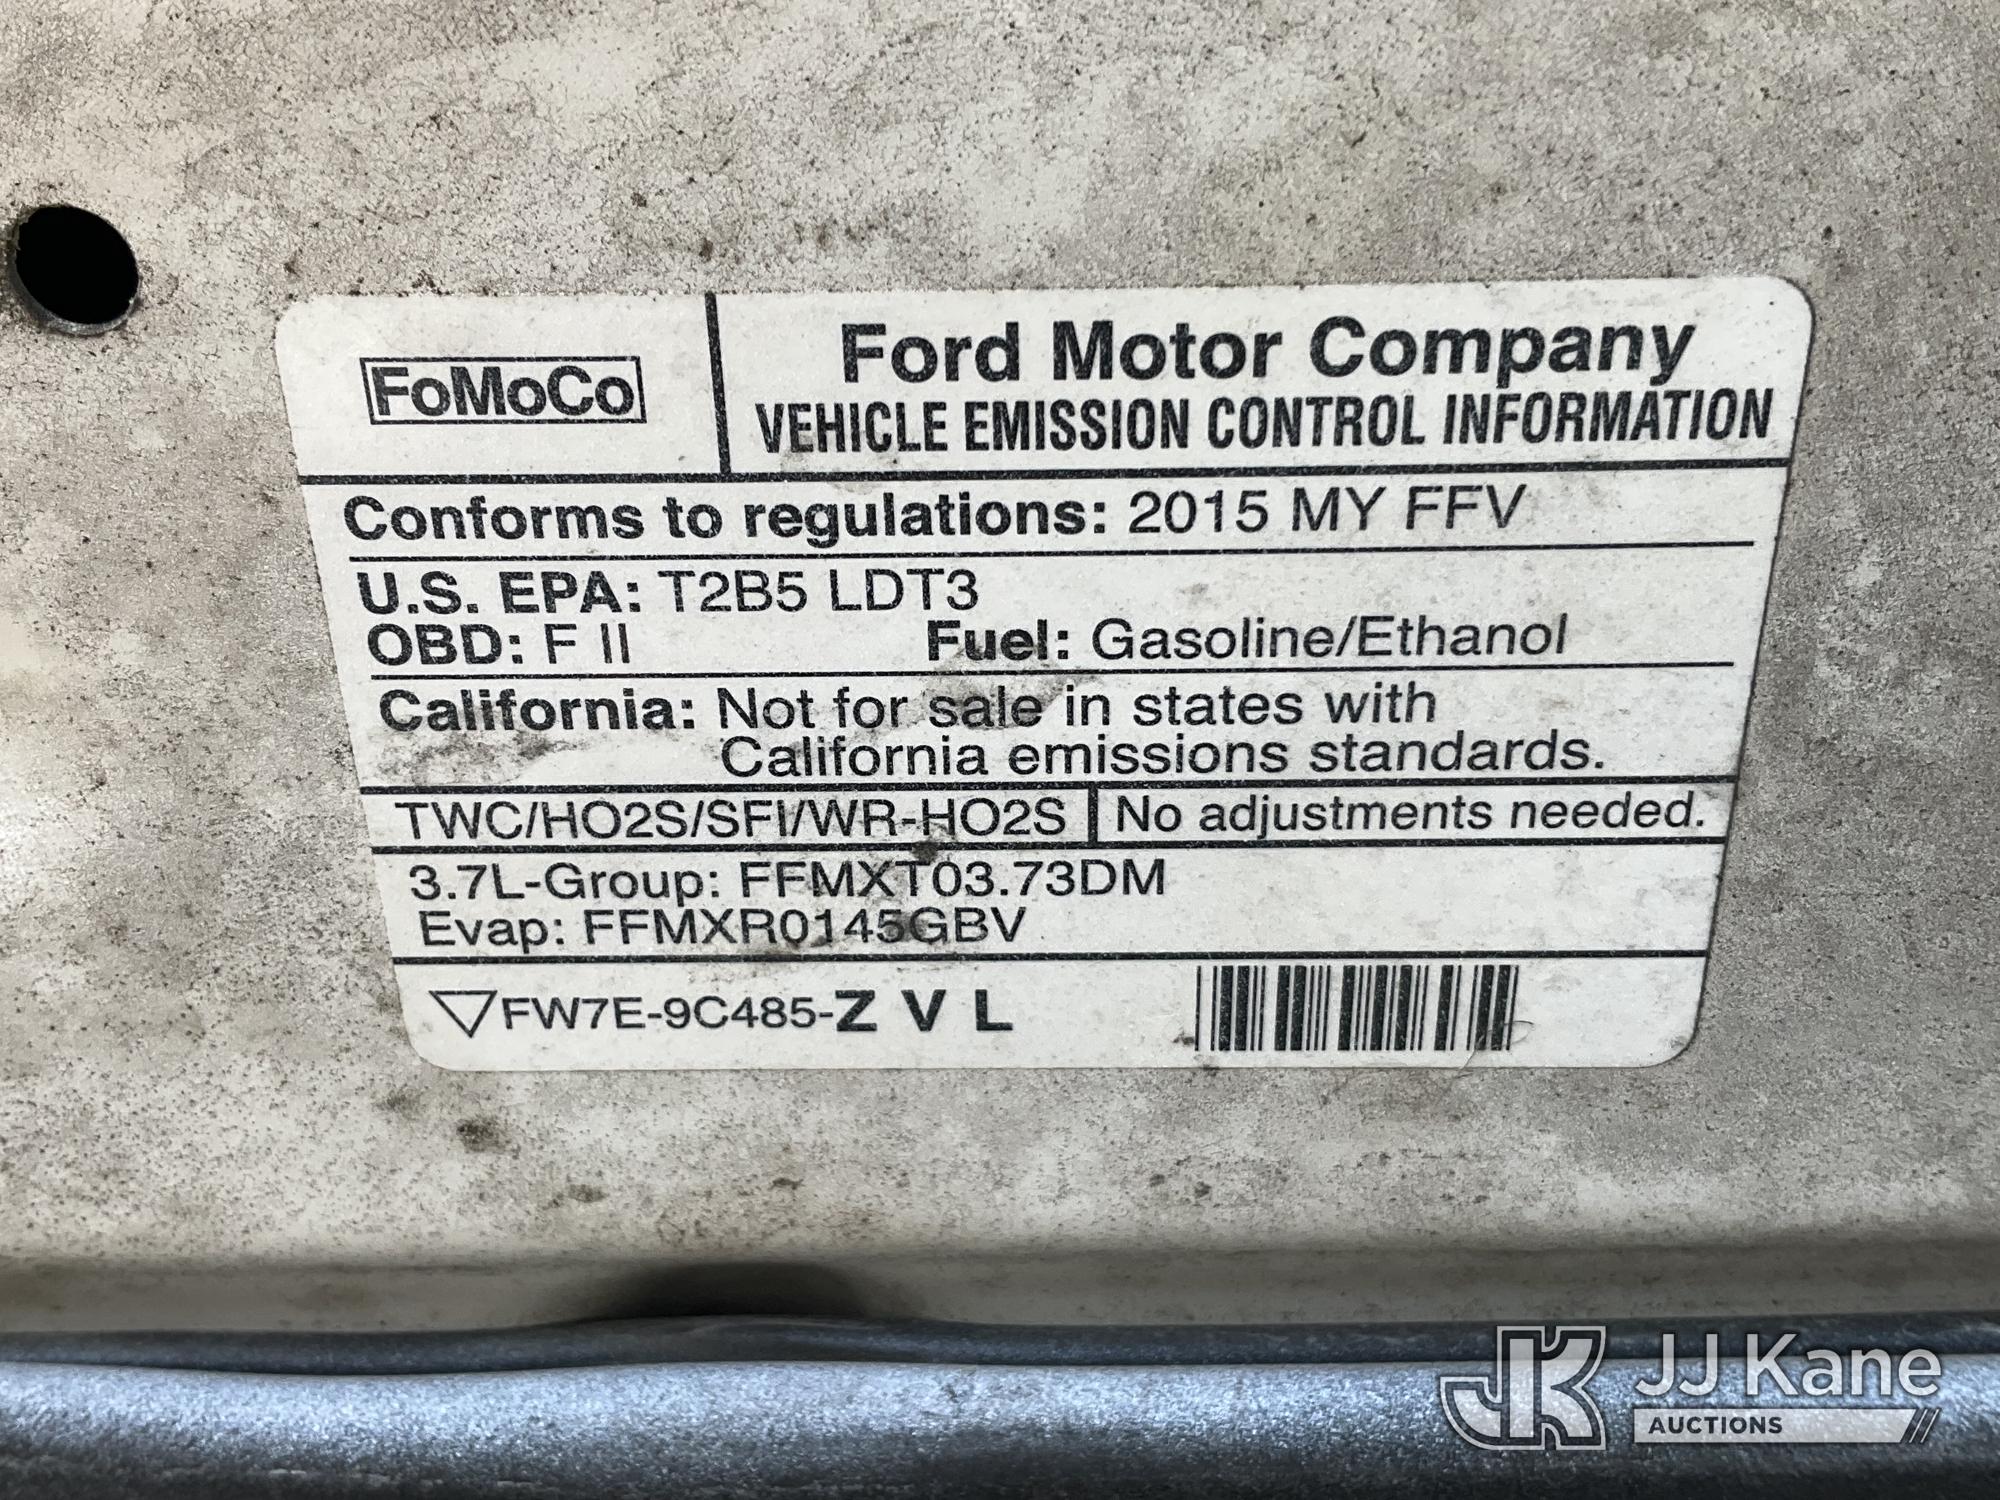 FoMoCo
Ford Motor Company
VEHICLE EMISSION CONTROL INFORMATION
Conforms to regulations: 2015 MY FFV
U.S. EPA: T2B5 LDT3
OBD: F II Fuel: Gasoline/Ethanol
California: Not for sale in states with
California emissions standards.
TWC/HO2S/SFI/WR-HO2S No adjustments needed.
3.7L-Group: FFMXT03.73DM
Evap: FFMXR0145GBV
FW7E-9C485-Z V L
JK JJ Kane
AUCTIONS